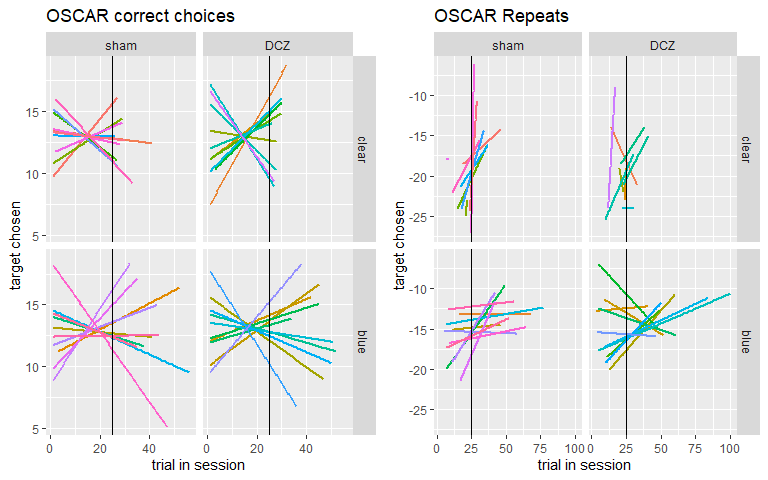 OSCAR correct choices
sham
DCZ
15
10
5
clear
15
10
5
blue
target chosen
0
20
40
0
20
40
trial in session
OSCAR Repeats
sham
DCZ
-10
-15
-20
-25
clear
-10
-15
-20
-25
blue
target chosen
0
25
50
75
100
0
25
50
75
100
trial in session